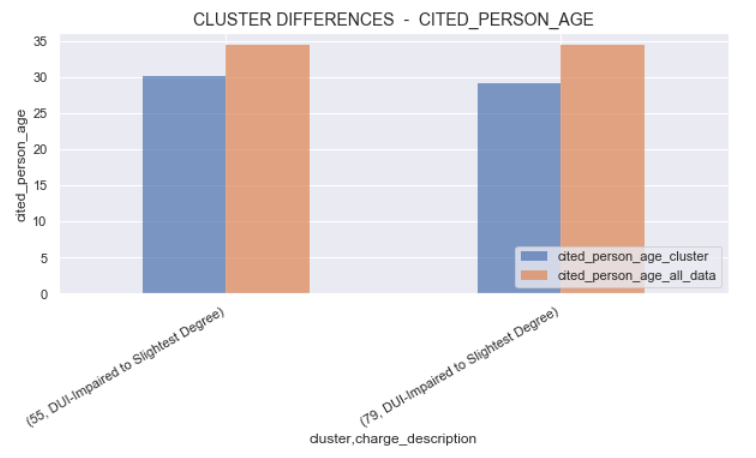 CLUSTER DIFFERENCES - CITED_PERSON_AGE
35
30
25
20
15
10
5
0
cited_person_age
cited_person_age_cluster
cited_person_age_all_data
(55, DUI-Impaired to Slightest Degree)
(79, DUI-Impaired to Slightest Degree)
cluster,charge_description